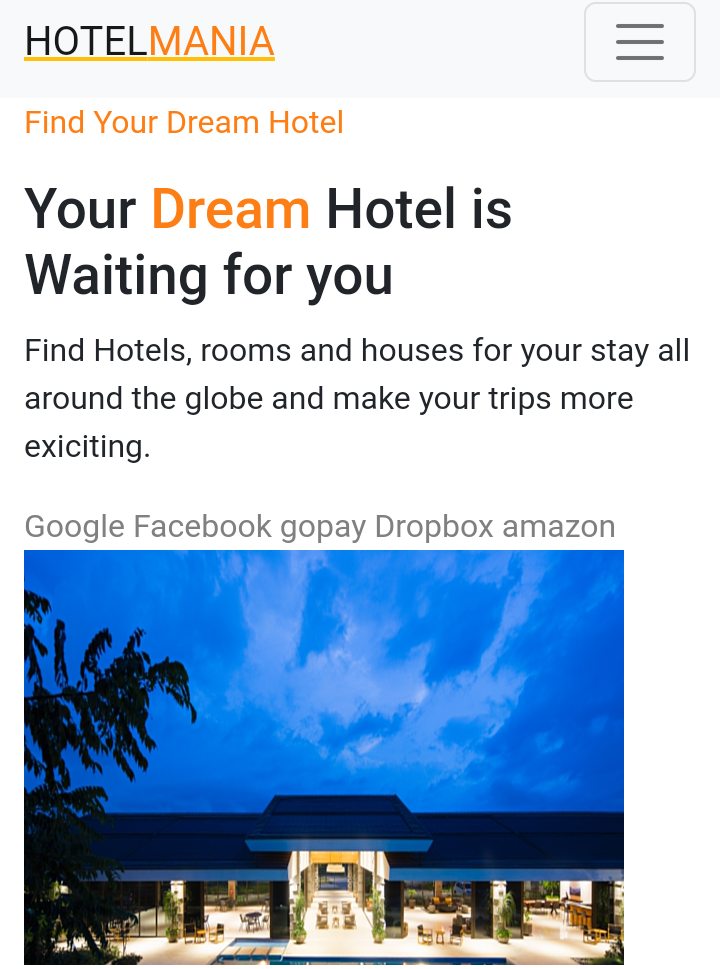 HOTELMANIA
Find Your Dream Hotel
Your Dream Hotel is
Waiting for you
Find Hotels, rooms and houses for your stay all
around the globe and make your trips more
exiciting.
Google Facebook gopay Dropbox amazon